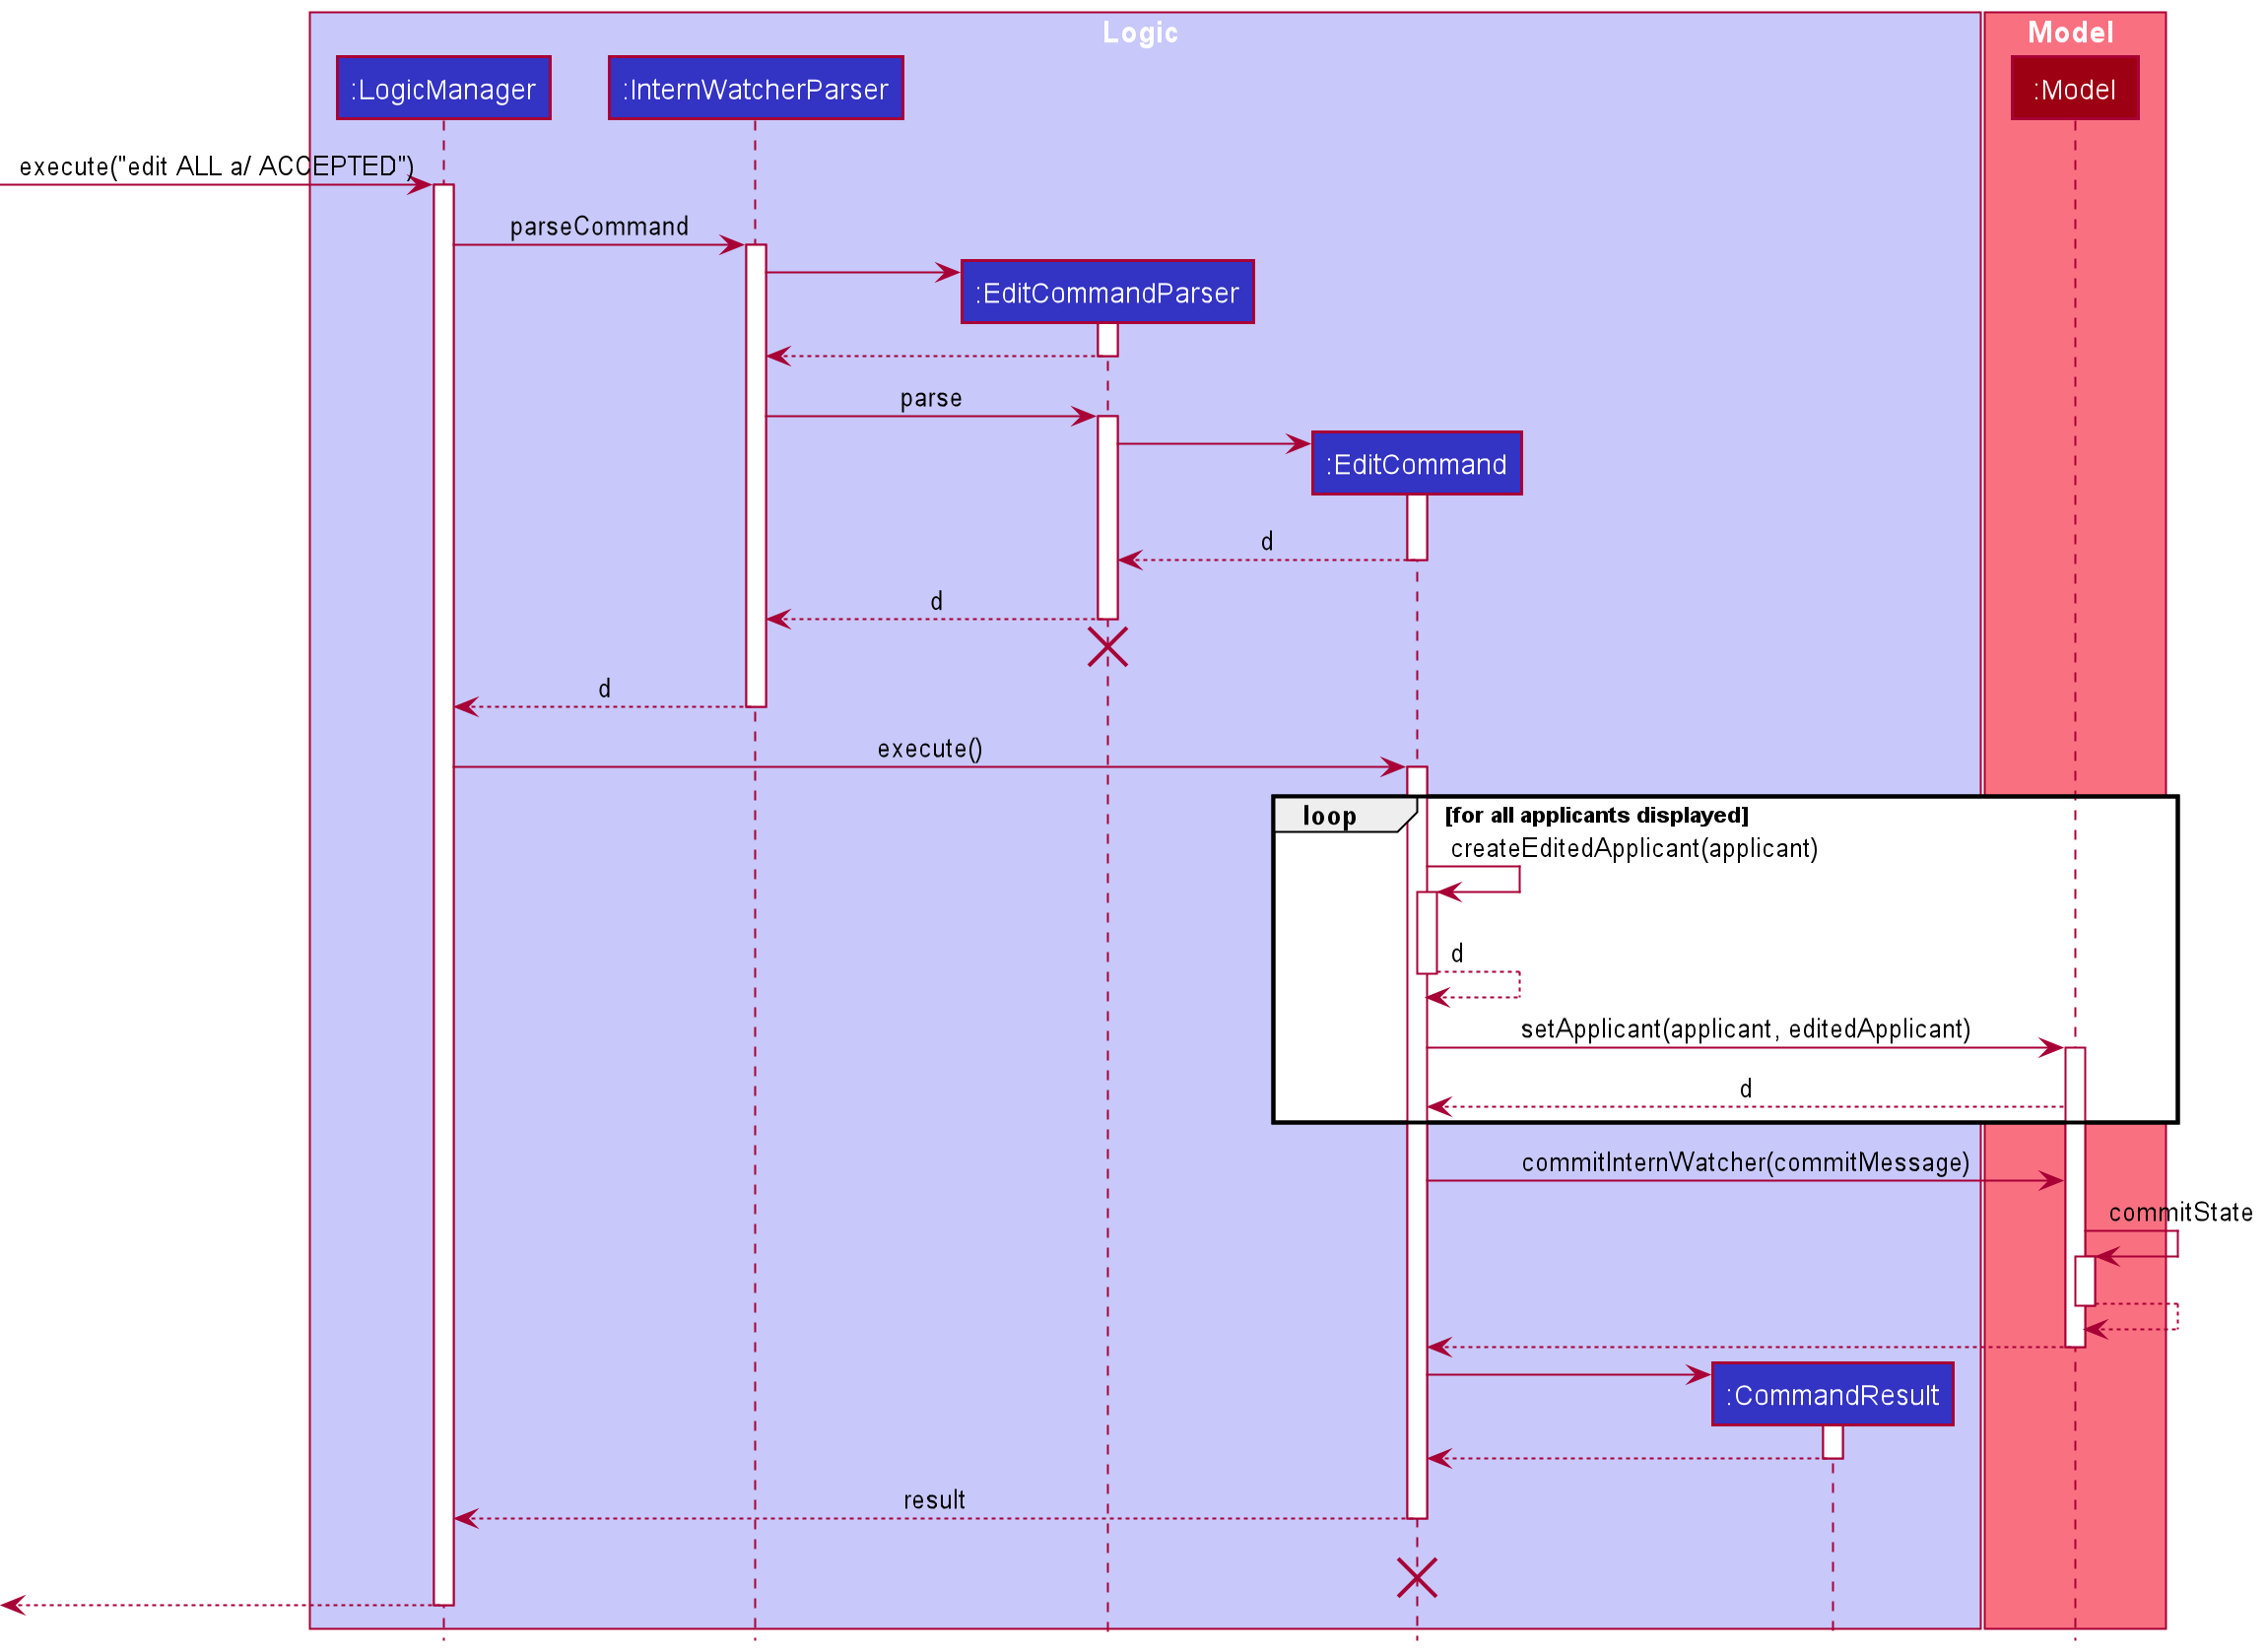 Logic
Model
:LogicManager
:InternWatcherParser
:Model
execute("edit ALL a/ ACCEPTED")
parseCommand
:EditCommandParser
parse
:EditCommand
d
d
d
execute()
loop
[for all applicants displayed]
createEditedApplicant(applicant)
d
setApplicant(applicant, editedApplicant)
d
commitInternWatcher(commitMessage)
commitState
:CommandResult
result